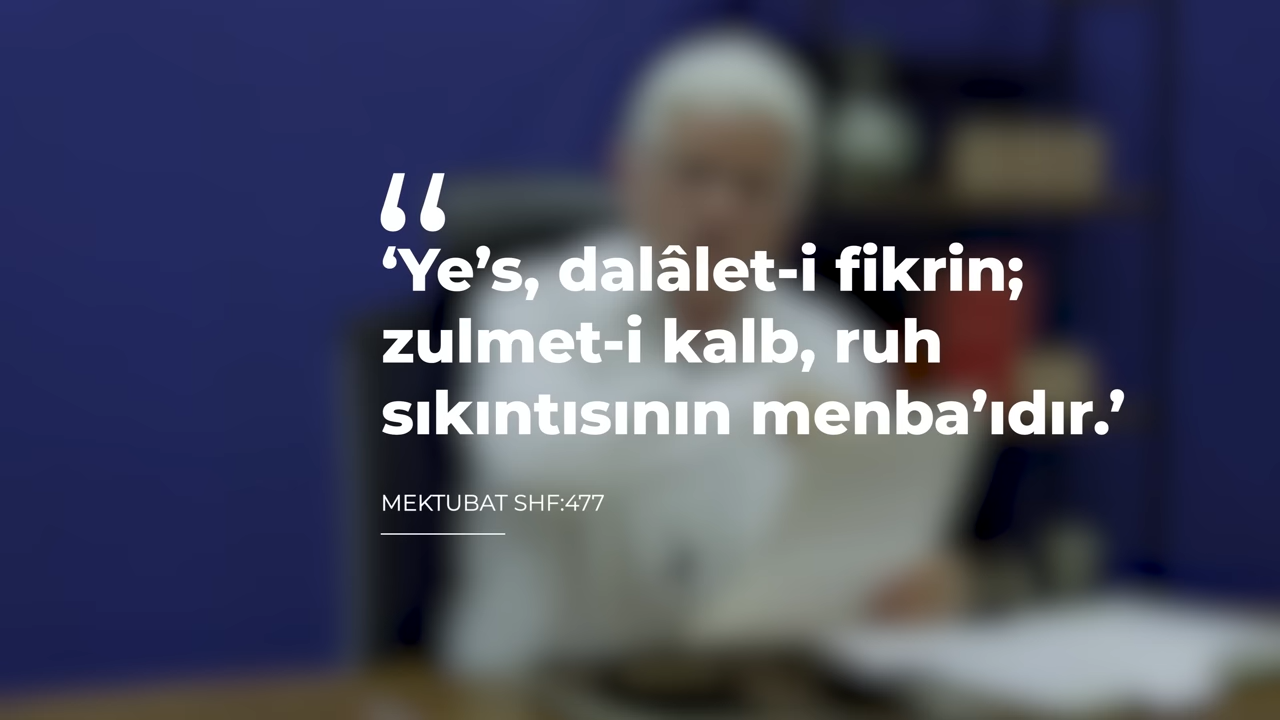 “
‘Ye’s, dalâlet-i fikrin;
zulmet-i kalb, ruh
sıkıntısının menba’ıdır.’
MEKTUBAT SHF:477